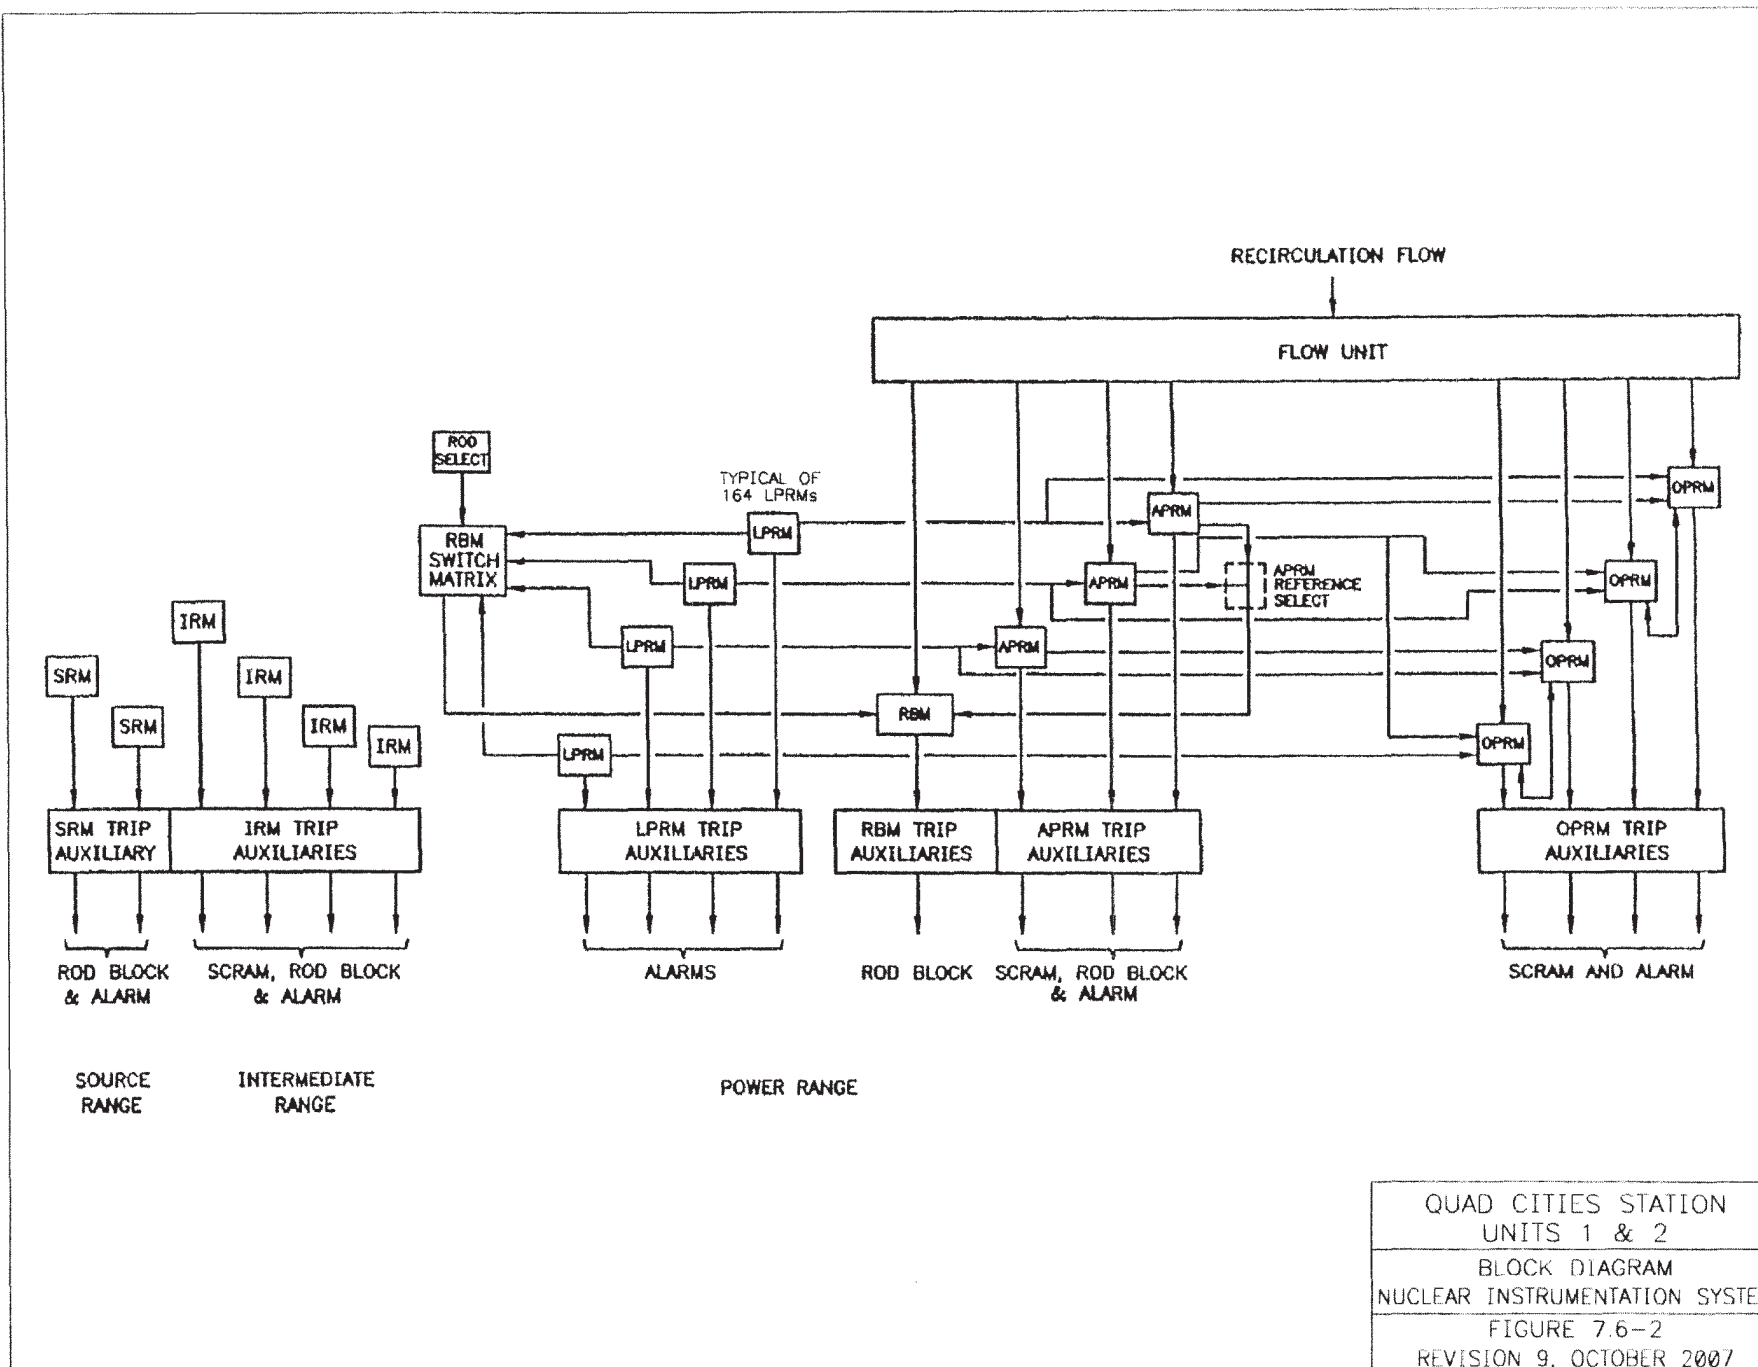 RECIRCULATION FLOW
FLOW UNIT
ROD
SELECT
TYPICAL OF
164 LPRMs
RBM
SWITCH
MATRIX
LPRM
LPRM
LPRM
LPRM
APRM
APRM
APRM
APRM
REFERENCE
SELECT
OPRM
OPRM
OPRM
OPRM
RBM
IRM
IRM
IRM
IRM
SRM
SRM
SRM TRIP
AUXILIARY
IRM TRIP
AUXILIARIES
LPRM TRIP
AUXILIARIES
RBM TRIP
AUXILIARIES
APRM TRIP
AUXILIARIES
OPRM TRIP
AUXILIARIES
ROD BLOCK
& ALARM
SCRAM, ROD BLOCK
& ALARM
ALARMS
ROD BLOCK
SCRAM, ROD BLOCK
& ALARM
SCRAM AND ALARM
SOURCE
RANGE
INTERMEDIATE
RANGE
POWER RANGE
QUAD CITIES STATION
UNITS 1 & 2
BLOCK DIAGRAM
NUCLEAR INSTRUMENTATION SYSTE
FIGURE 7.6-2
REVISION 9, OCTOBER 2007